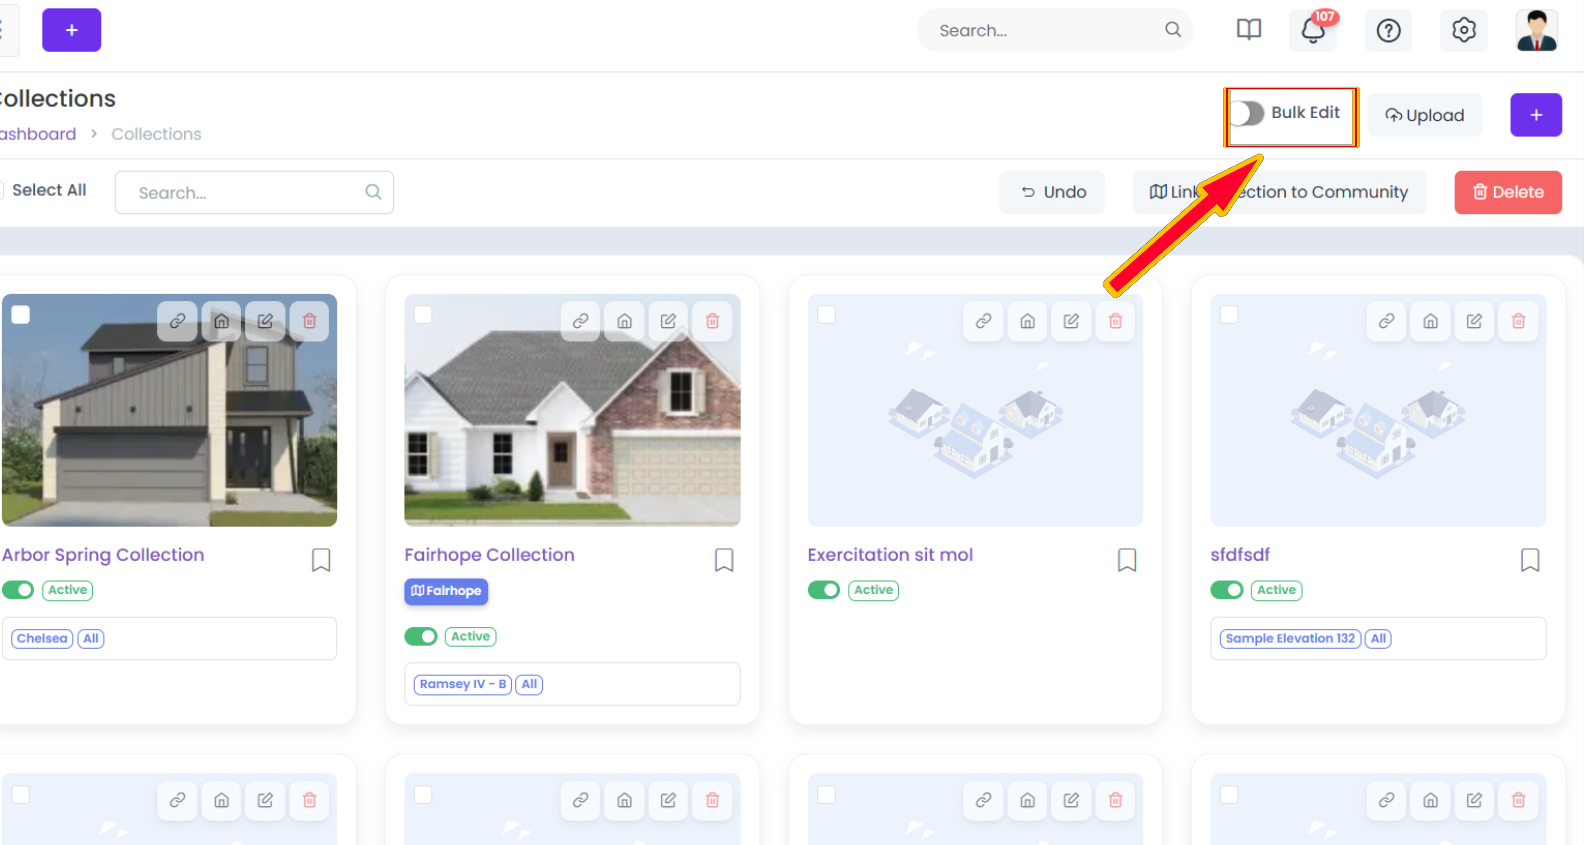 +
Search...
107
ollections
Bulk Edit
Upload
+
ashboard > Collections
Select All
Search...
Undo
Link ection to Community
Delete
Arbor Spring Collection
Active
Chelsea All
Fairhope Collection
Fairhope
Active
Ramsey IV - B All
Exercitation sit mol
Active
sfdfsdf
Active
Sample Elevation 132 All